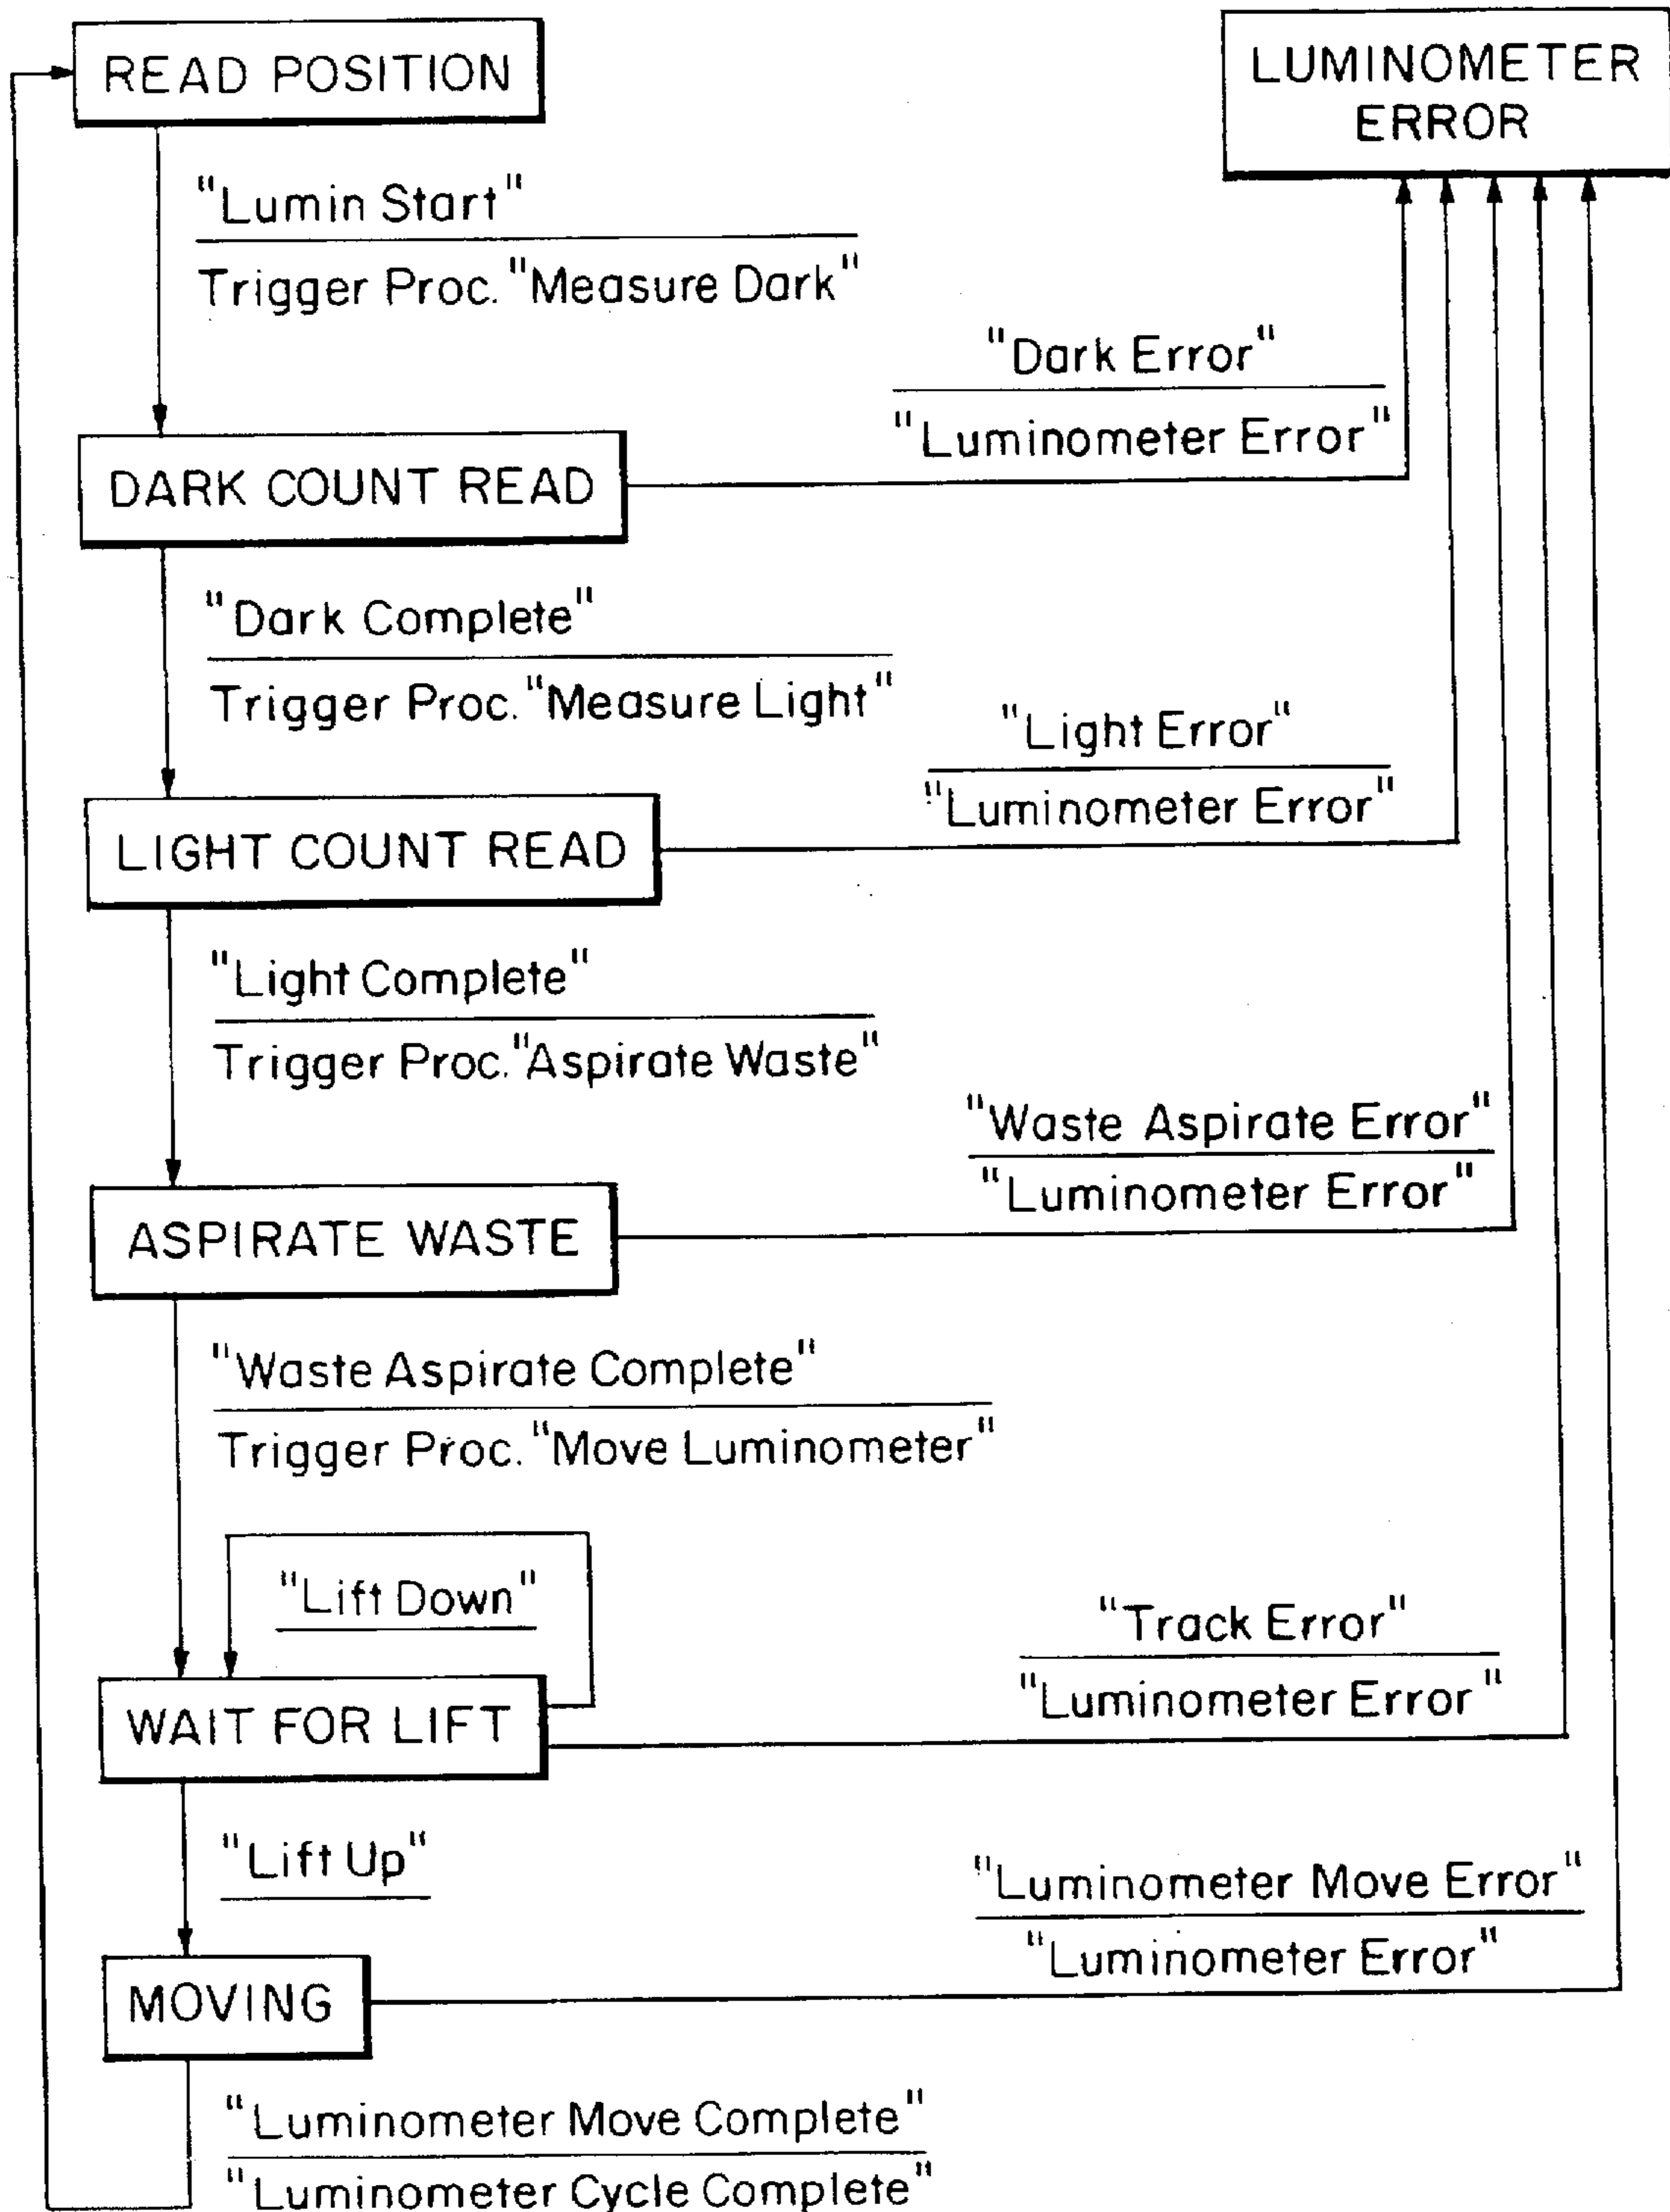 READ POSITION
LUMINOMETER
ERROR
"Lumin Start"
Trigger Proc. "Measure Dark"
"Dark Error"
"Luminometer Error"
DARK COUNT READ
"Dark Complete"
Trigger Proc. "Measure Light"
"Light Error"
"Luminometer Error"
LIGHT COUNT READ
"Light Complete"
Trigger Proc. "Aspirate Waste"
"Waste Aspirate Error"
"Luminometer Error"
ASPIRATE WASTE
"Waste Aspirate Complete"
Trigger Proc. "Move Luminometer"
"Lift Down"
"Track Error"
"Luminometer Error"
WAIT FOR LIFT
"Lift Up"
"Luminometer Move Error"
"Luminometer Error"
MOVING
"Luminometer Move Complete"
"Luminometer Cycle Complete"